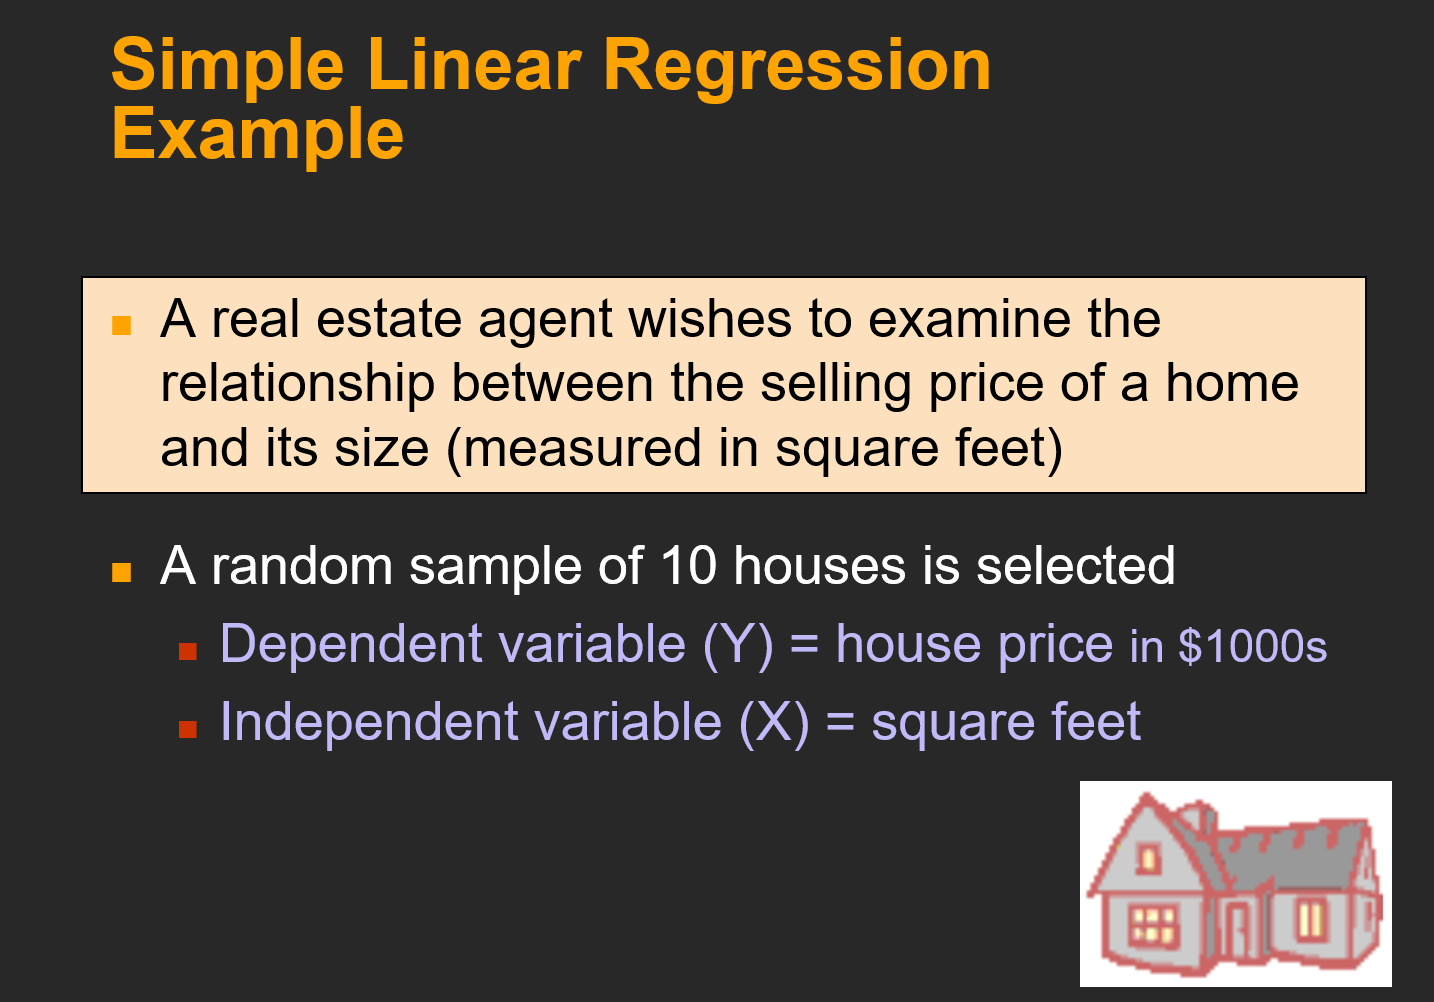 Simple Linear Regression
Example
A real estate agent wishes to examine the
relationship between the selling price of a home
and its size (measured in square feet)
A random sample of 10 houses is selected
Dependent variable (Y) = house price in $1000s
Independent variable (X) = square feet